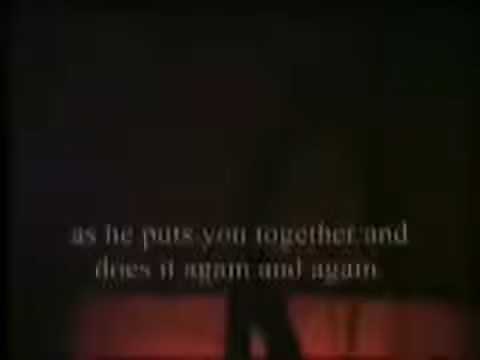 as he puts you together and
does it again and again.